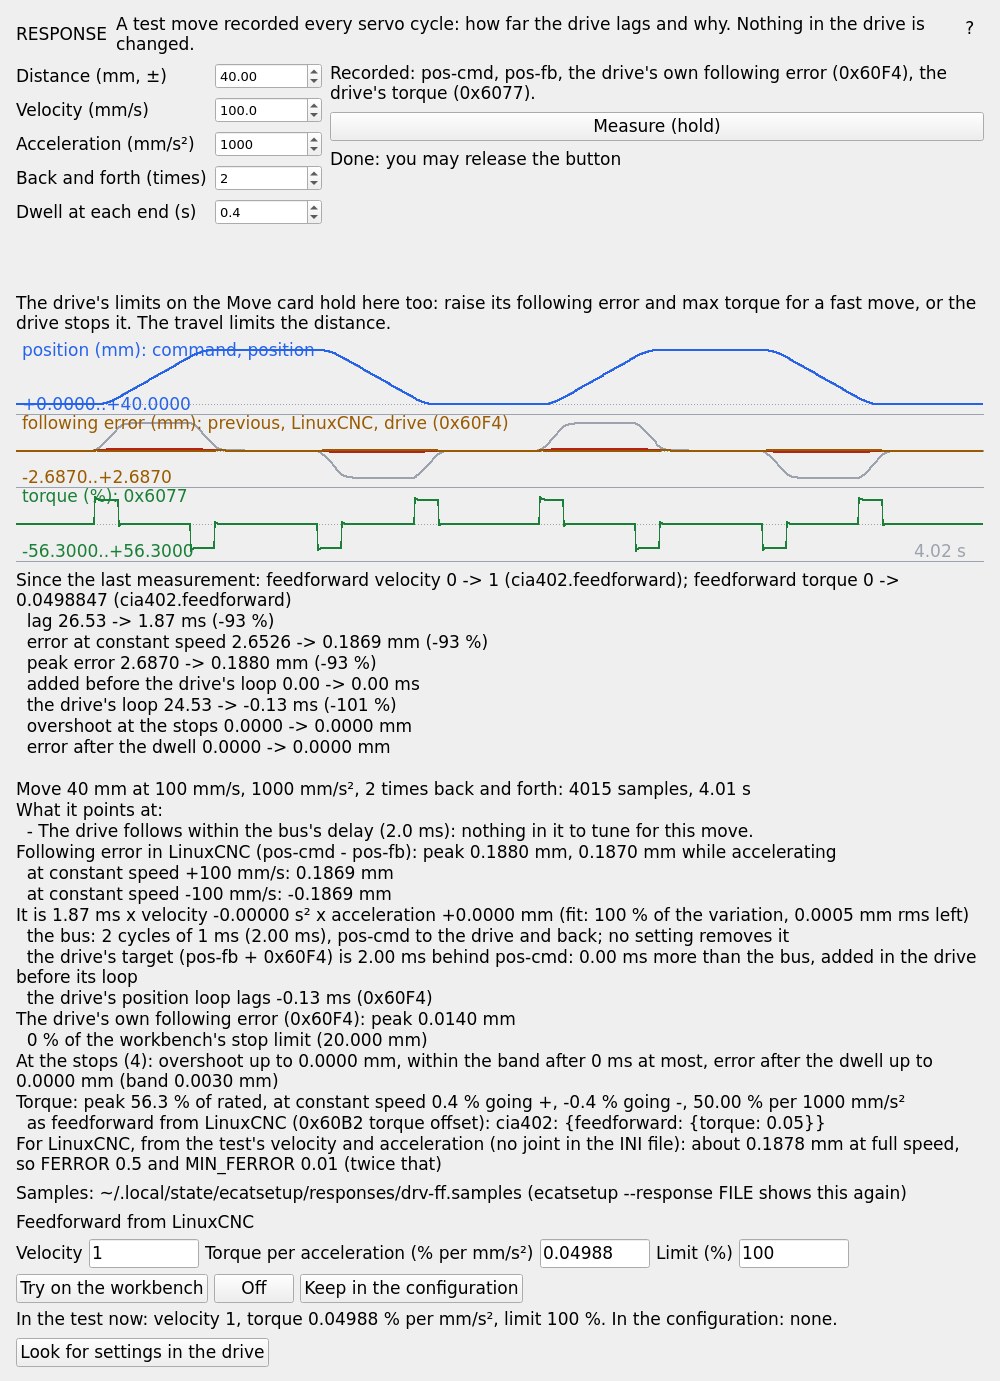 RESPONSE A test move recorded every servo cycle: how far the drive lags and why. Nothing in the drive is changed. ?
Distance (mm, ±) 40.00
Velocity (mm/s) 100.0
Acceleration (mm/s²) 1000
Back and forth (times) 2
Dwell at each end (s) 0.4
Recorded: pos-cmd, pos-fb, the drive's own following error (0x60F4), the
drive's torque (0x6077).
Measure (hold)
Done: you may release the button
The drive's limits on the Move card hold here too: raise its following error and max torque for a fast move, or the
drive stops it. The travel limits the distance.
position (mm): command, position
+0.0000..+40.0000
following error (mm): previous, LinuxCNC, drive (0x60F4)
-2.6870..+2.6870
torque (%): 0x6077
-56.3000..+56.3000
4.02 s
Since the last measurement: feedforward velocity 0 -> 1 (cia402.feedforward); feedforward torque 0 ->
0.0498847 (cia402.feedforward)
lag 26.53 -> 1.87 ms (-93 %)
error at constant speed 2.6526 -> 0.1869 mm (-93 %)
peak error 2.6870 -> 0.1880 mm (-93 %)
added before the drive's loop 0.00 -> 0.00 ms
the drive's loop 24.53 -> -0.13 ms (-101 %)
overshoot at the stops 0.0000 -> 0.0000 mm
error after the dwell 0.0000 -> 0.0000 mm
Move 40 mm at 100 mm/s, 1000 mm/s², 2 times back and forth: 4015 samples, 4.01 s
What it points at:
- The drive follows within the bus's delay (2.0 ms): nothing in it to tune for this move.
Following error in LinuxCNC (pos-cmd - pos-fb): peak 0.1880 mm, 0.1870 mm while accelerating
at constant speed +100 mm/s: 0.1869 mm
at constant speed -100 mm/s: -0.1869 mm
It is 1.87 ms x velocity -0.00000 s² x acceleration +0.0000 mm (fit: 100 % of the variation, 0.0005 mm rms left)
the bus: 2 cycles of 1 ms (2.00 ms), pos-cmd to the drive and back; no setting removes it
the drive's target (pos-fb + 0x60F4) is 2.00 ms behind pos-cmd: 0.00 ms more than the bus, added in the drive
before its loop
the drive's position loop lags -0.13 ms (0x60F4)
The drive's own following error (0x60F4): peak 0.0140 mm
0 % of the workbench's stop limit (20.000 mm)
At the stops (4): overshoot up to 0.0000 mm, within the band after 0 ms at most, error after the dwell up to
0.0000 mm (band 0.0030 mm)
Torque: peak 56.3 % of rated, at constant speed 0.4 % going +, -0.4 % going -, 50.00 % per 1000 mm/s²
as feedforward from LinuxCNC (0x60B2 torque offset): cia402: {feedforward: {torque: 0.05}}
For LinuxCNC, from the test's velocity and acceleration (no joint in the INI file): about 0.1878 mm at full speed,
so FERROR 0.5 and MIN_FERROR 0.01 (twice that)
Samples: ~/.local/state/ecatsetup/responses/drv-ff.samples (ecatsetup --response FILE shows this again)
Feedforward from LinuxCNC
Velocity 1 Torque per acceleration (% per mm/s²) 0.04988 Limit (%) 100
Try on the workbench Off Keep in the configuration
In the test now: velocity 1, torque 0.04988 % per mm/s², limit 100 %. In the configuration: none.
Look for settings in the drive